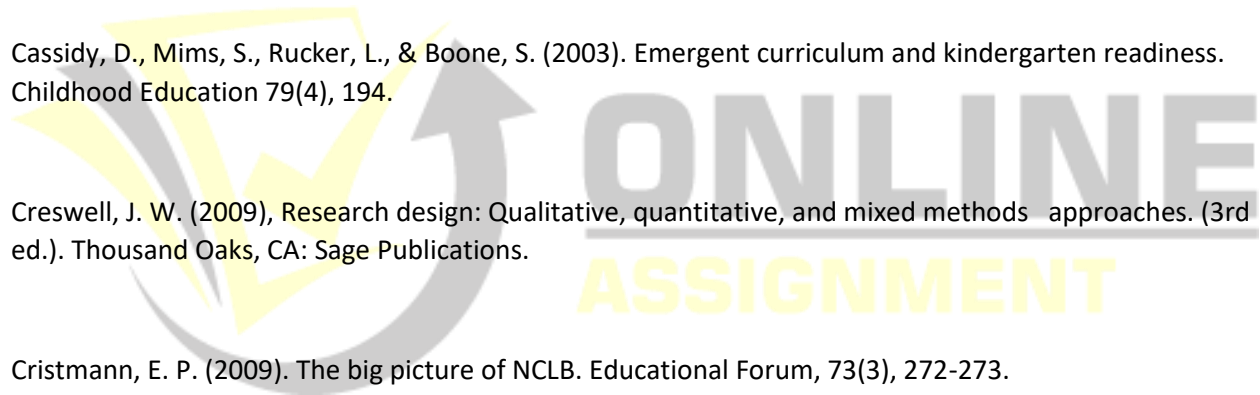 Cassidy, D., Mims, S., Rucker, L., & Boone, S. (2003). Emergent curriculum and kindergarten readiness.
Childhood Education 79(4), 194.
ONLINE
Creswell, J. W. (2009), Research design: Qualitative, quantitative, and mixed methods   approaches. (3rd
ed.). Thousand Oaks, CA: Sage Publications.
ASSIGNMENT
Cristmann, E. P. (2009). The big picture of NCLB. Educational Forum, 73(3), 272-273.